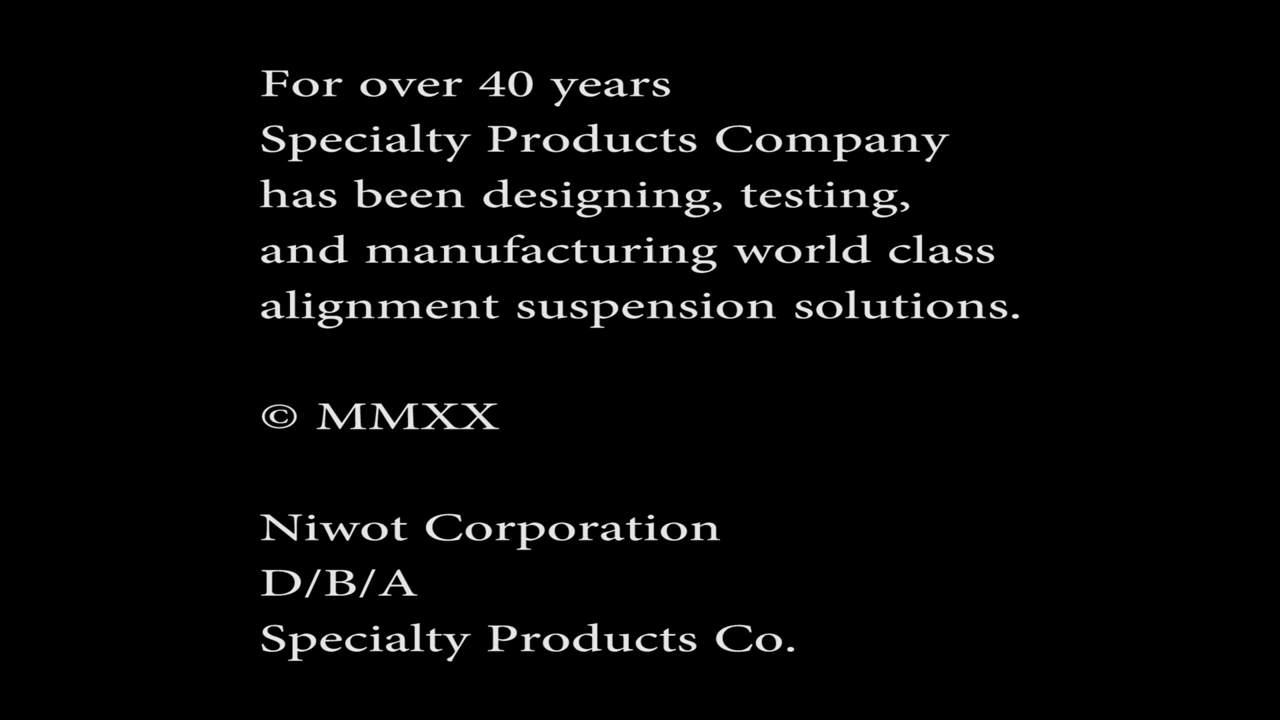 For over 40 years
Specialty Products Company
has been designing, testing,
and manufacturing world class
alignment suspension solutions.
© MMXX
Niwot Corporation
D/B/A
Specialty Products Co.